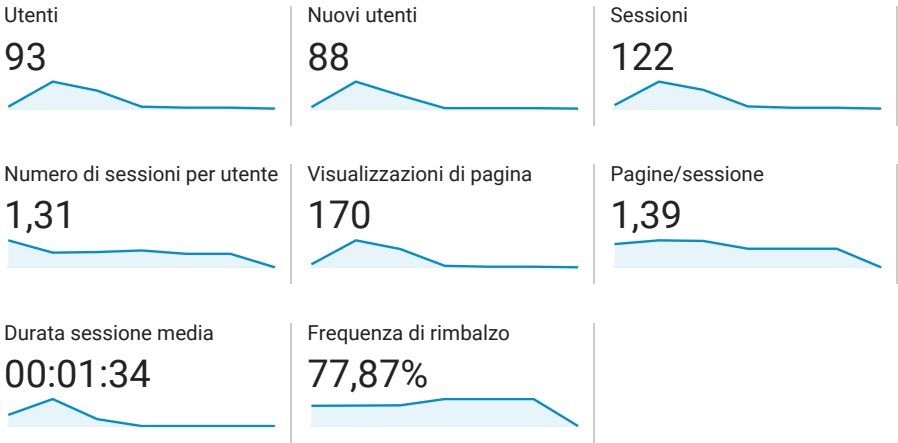 Utenti
93
Nuovi utenti
88
Sessioni
122
Numero di sessioni per utente
1,31
Visualizzazioni di pagina
170
Pagine/sessione
1,39
Durata sessione media
00:01:34
Frequenza di rimbalzo
77,87%